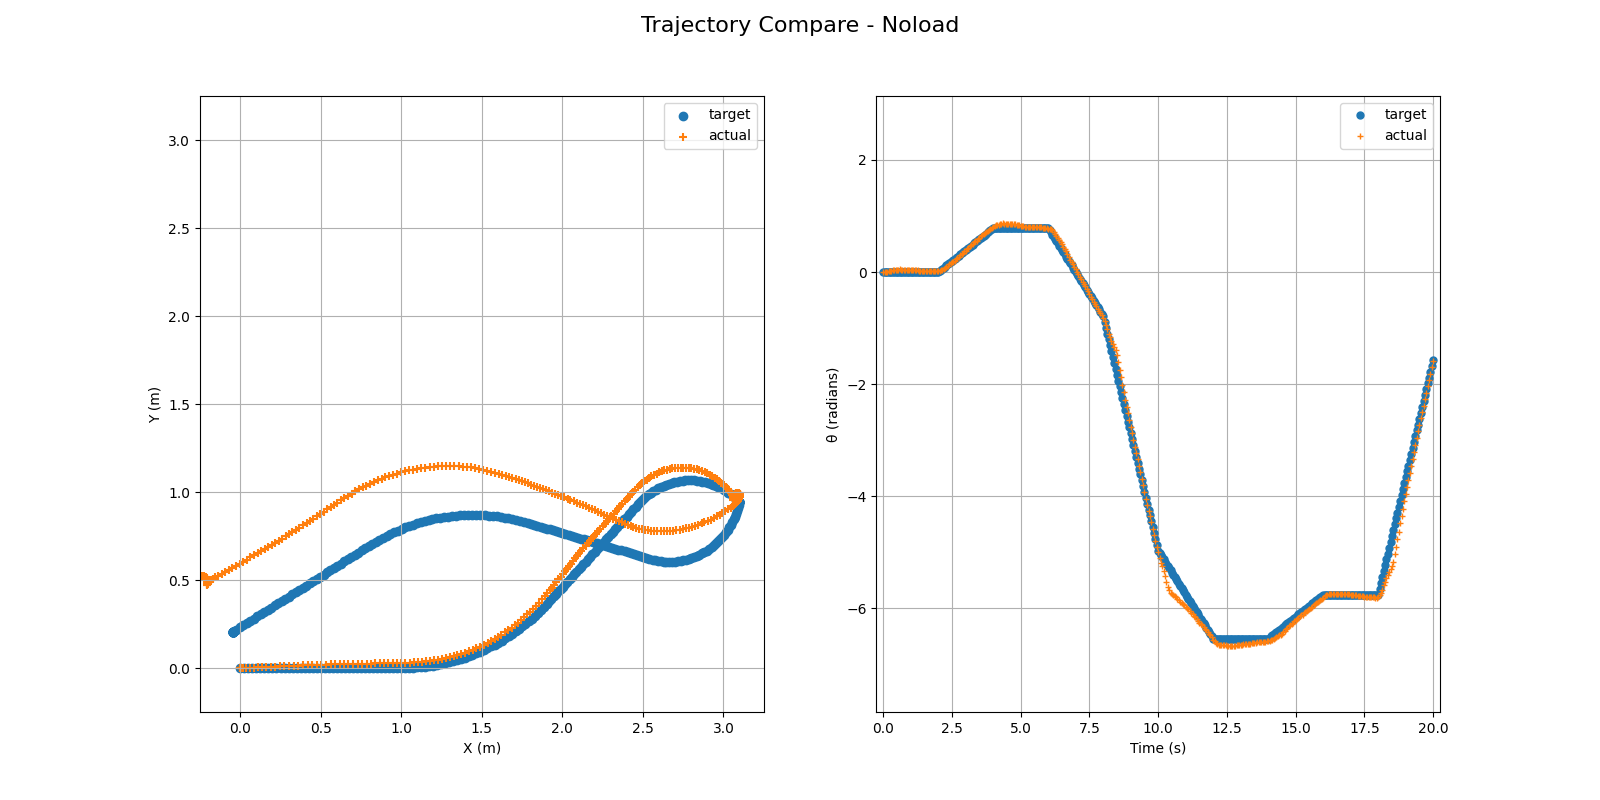 Trajectory Compare - Noload
target
actual
3.0
2.5
2.0
1.5
1.0
0.5
0.0
Y (m)
0.0 0.5 1.0 1.5 2.0 2.5 3.0
X (m)
target
actual
2
0
−2
−4
−6
θ (radians)
0.0 2.5 5.0 7.5 10.0 12.5 15.0 17.5 20.0
Time (s)